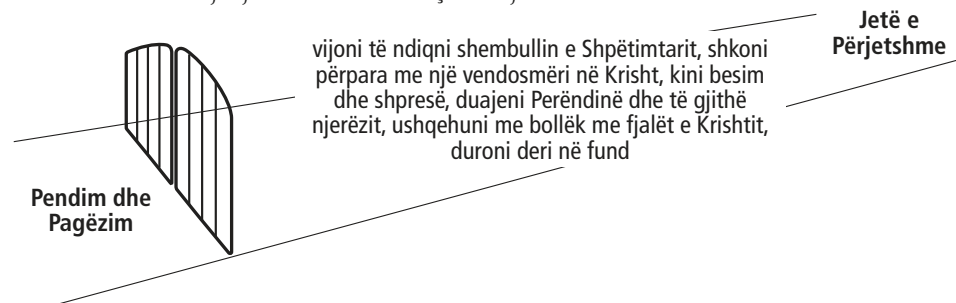 Jetë e
Përjetshme
vijoni të ndiqni shembullin e Shpëtimtarit, shkoni
përpara me një vendosmëri në Krisht, kini besim
dhe shpresë, duajeni Perëndinë dhe të gjithë
njerëzit, ushqehuni me bollëk me fjalët e Krishtit,
duroni deri në fund
Pendim dhe
Pagëzim